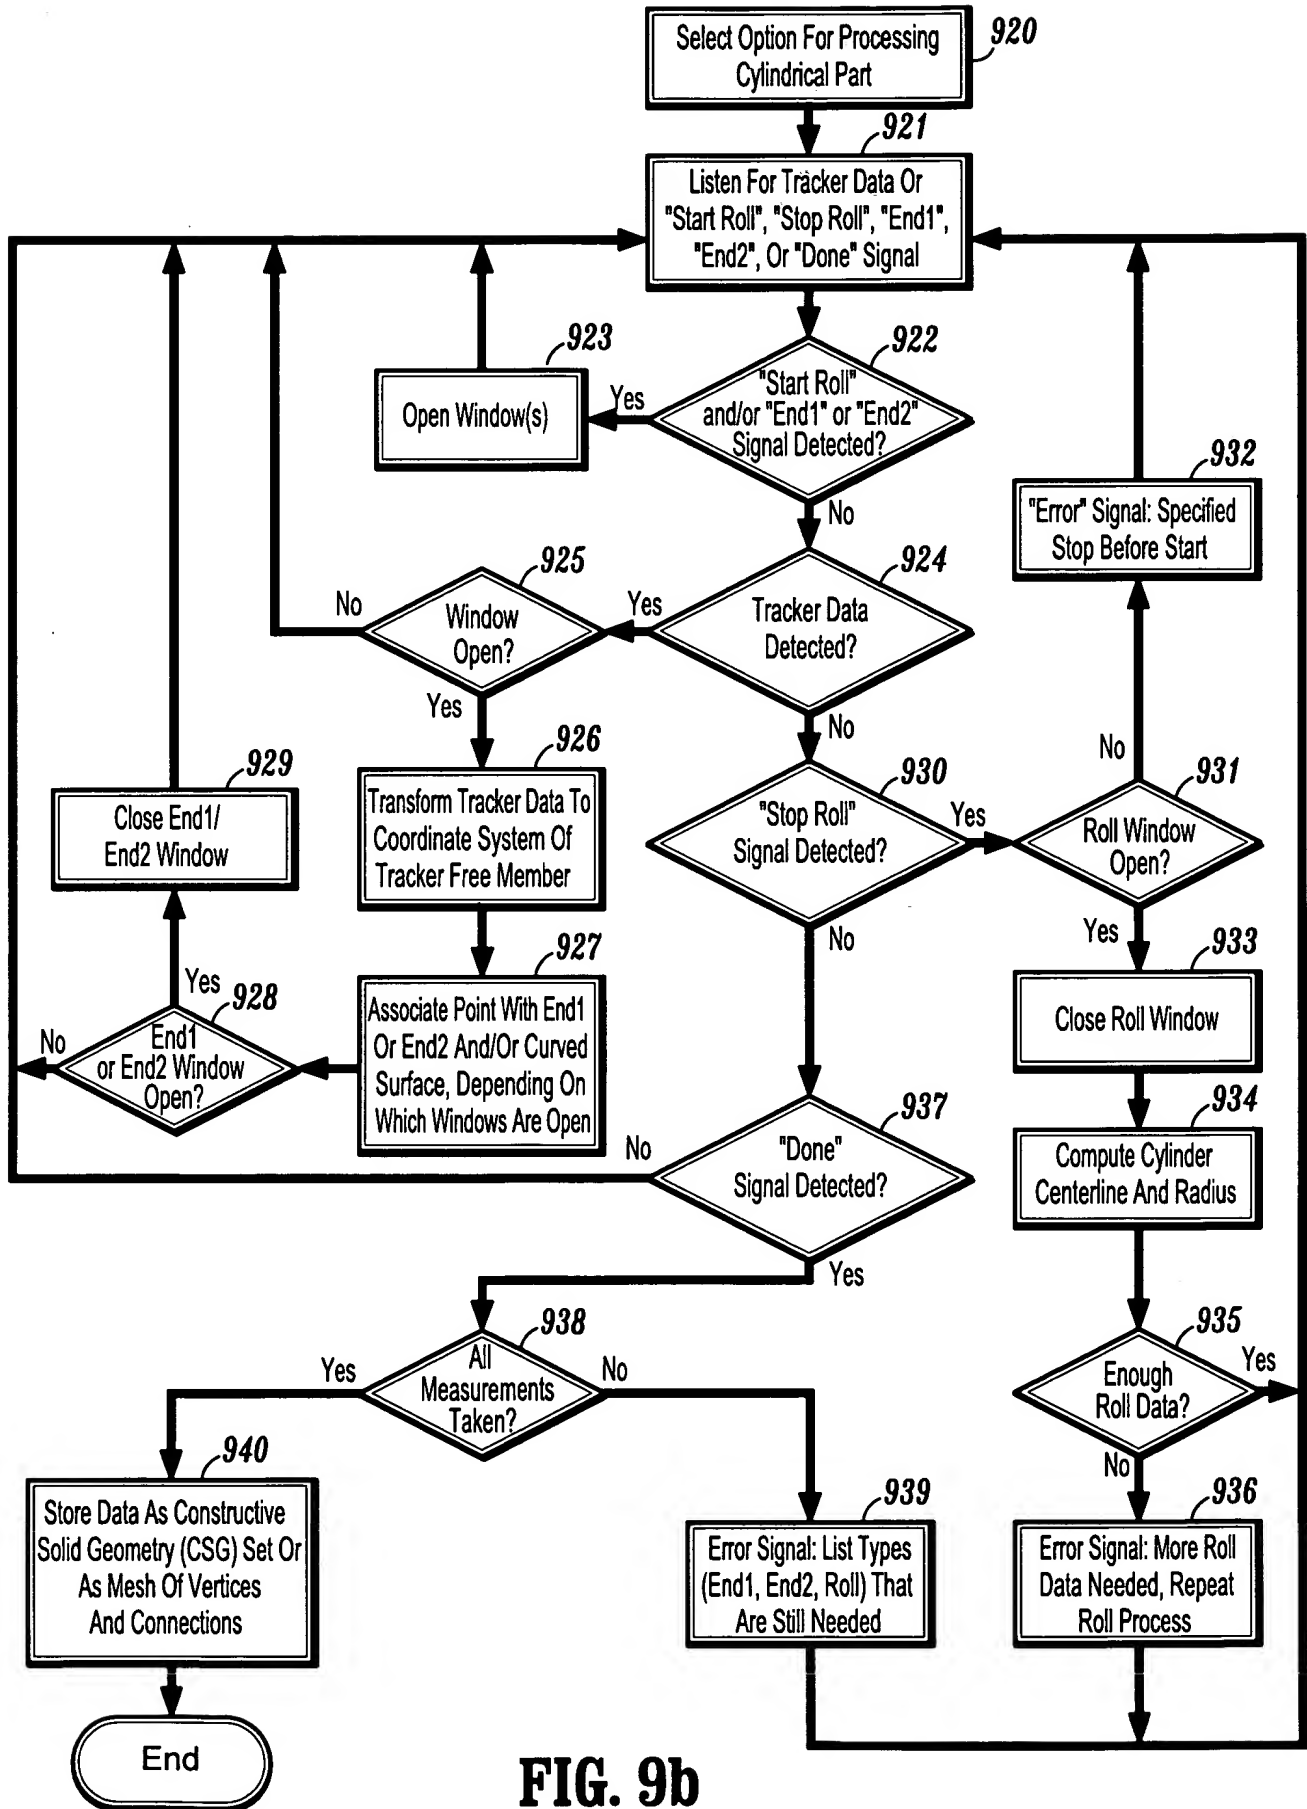 Select Option For Processing
Cylindrical Part
920
921
Listen For Tracker Data Or
"Start Roll", "Stop Roll", "End1",
"End2", Or "Done" Signal
922
"Start Roll"
and/or "End1" or "End2"
Signal Detected?
Yes
No
923
Open Window(s)
924
Tracker Data
Detected?
Yes
No
925
Window
Open?
No
Yes
926
Transform Tracker Data To
Coordinate System Of
Tracker Free Member
927
Associate Point With End1
Or End2 And/Or Curved
Surface, Depending On
Which Windows Are Open
928
End1
or End2 Window
Open?
No
Yes
929
Close End1/
End2 Window
930
"Stop Roll"
Signal Detected?
Yes
No
931
Roll Window
Open?
No
Yes
932
"Error" Signal: Specified
Stop Before Start
933
Close Roll Window
934
Compute Cylinder
Centerline And Radius
935
Enough
Roll Data?
Yes
No
936
Error Signal: More Roll
Data Needed, Repeat
Roll Process
937
"Done"
Signal Detected?
No
Yes
938
All
Measurements
Taken?
Yes
No
939
Error Signal: List Types
(End1, End2, Roll) That
Are Still Needed
940
Store Data As Constructive
Solid Geometry (CSG) Set Or
As Mesh Of Vertices
And Connections
End
FIG. 9b